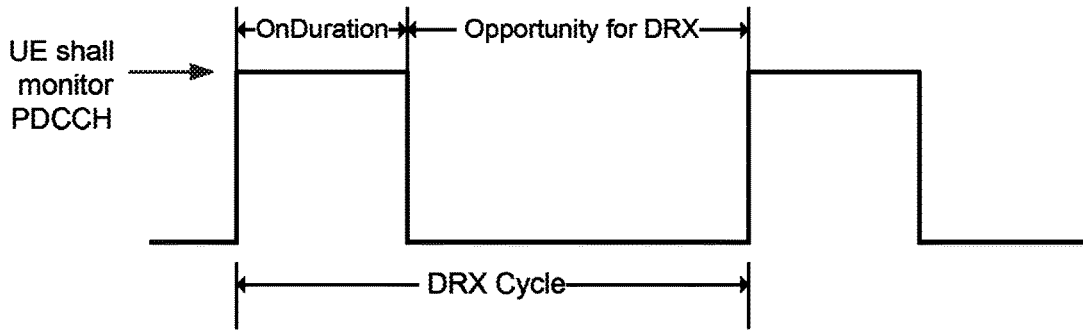 OnDuration
Opportunity for DRX
UE shall
monitor
PDCCH
DRX Cycle